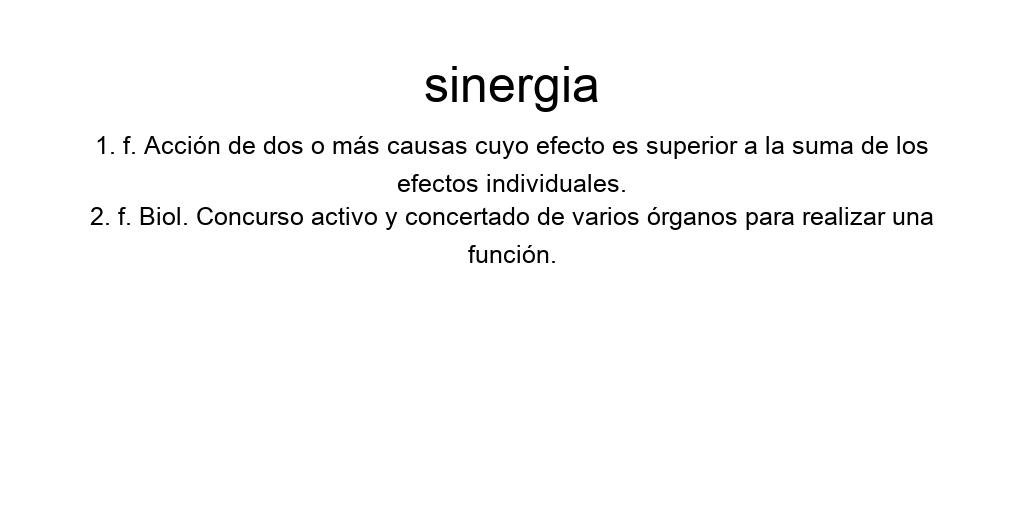 sinergia
1. f. Acción de dos o más causas cuyo efecto es superior a la suma de los
efectos individuales.
2. f. Biol. Concurso activo y concertado de varios órganos para realizar una
función.